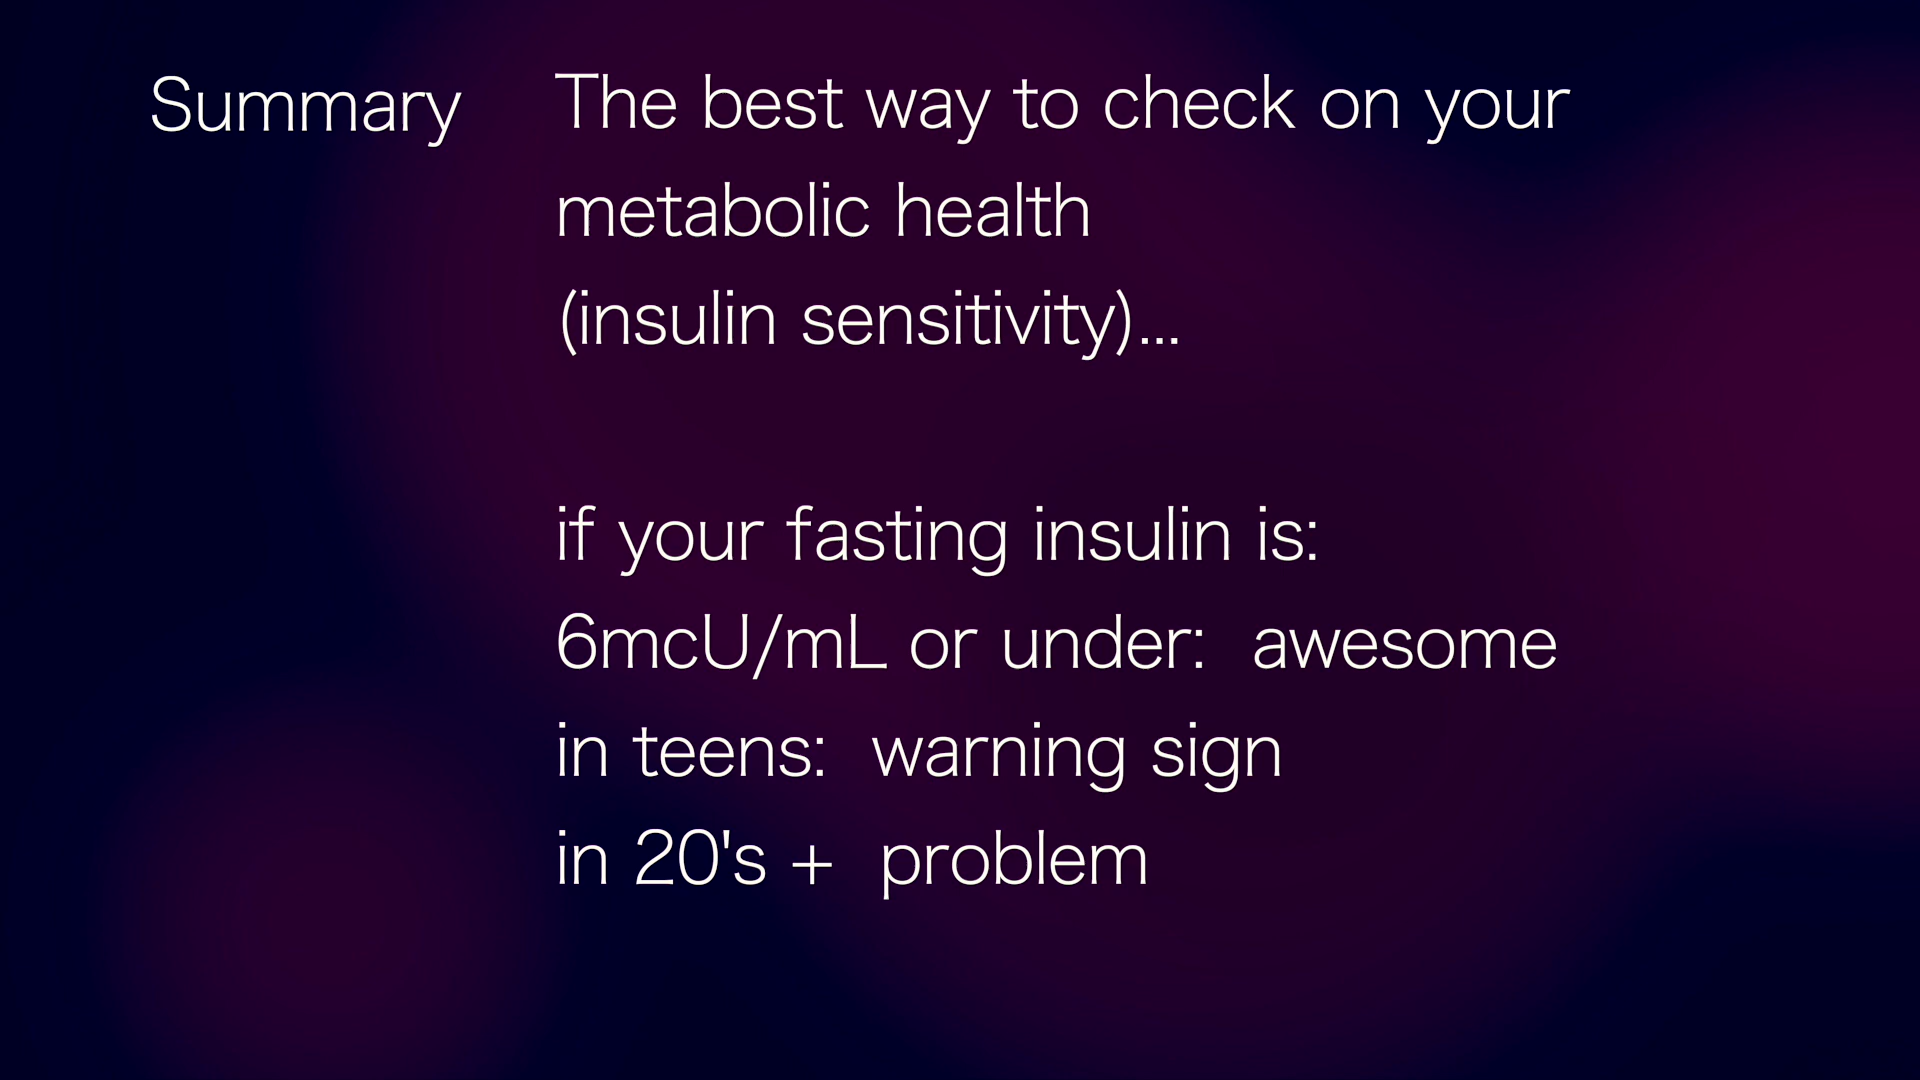 Summary
The best way to check on your
metabolic health
(insulin sensitivity)...
if your fasting insulin is:
6mcU/mL or under:  awesome
in teens:  warning sign
in 20's +  problem